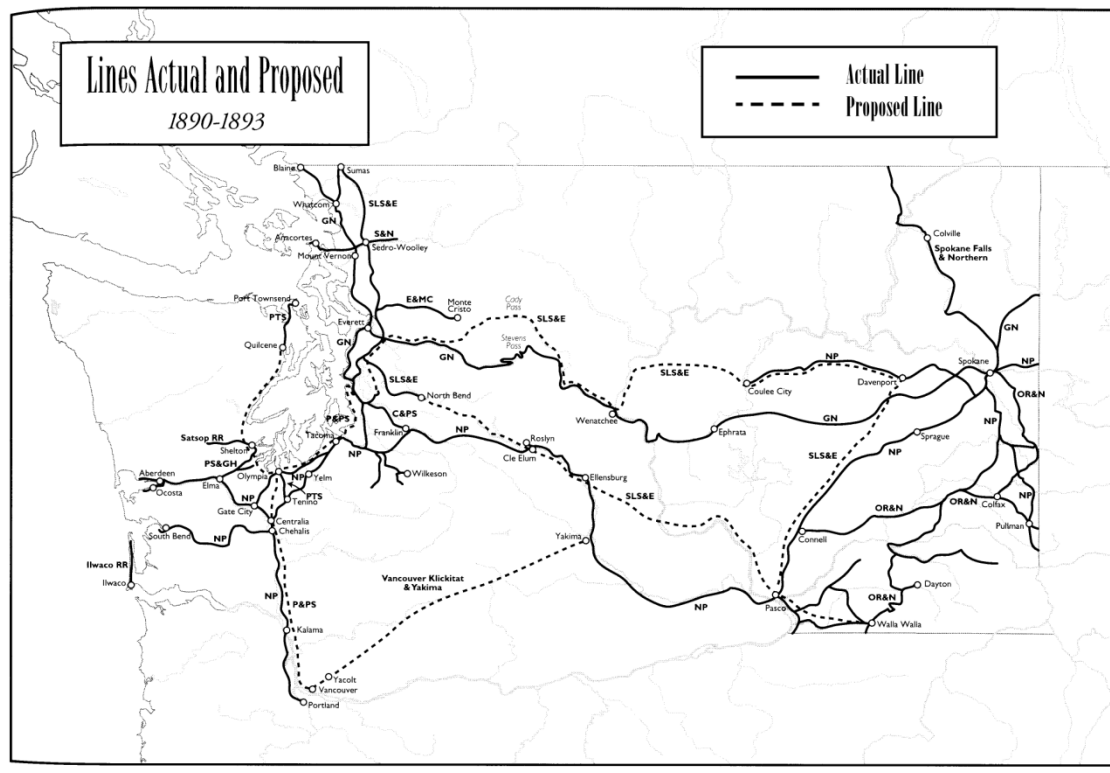 Lines Actual and Proposed
1890-1893
Actual Line
Proposed Line
Blaine
Sumas
Whatcom
SLS&E
GN
S&N
Anacortes
Sedro-Woolley
Mount Vernon
Colville
Spokane Falls
& Northern
Port Townsend
PTS
E&MC
Monte
Cristo
Cady
Pass
SLS&E
Everett
Quilcene
GN
Stevens
Pass
GN
GN
Spokane
NP
NP
SLS&E
SLS&E
Coulee City
Davenport
North Bend
OR&N
Wenatchee
P&PS
C&PS
GN
NP
Ephrata
Sprague
Tacoma
Franklin
NP
Roslyn
Satsop RR
Shelton
Cle Elum
NP
SLS&E
PS&GH
NP
Olympia
NP
Yelm
Wilkeson
Ellensburg
Aberdeen
Elma
Ocosta
NP
PTS
Tenino
SLS&E
OR&N
NP
Colfax
Gate City
OR&N
Centralia
Pullman
South Bend
NP
Chehalis
Connell
Yakima
Ilwaco RR
Vancouver Klickitat
& Yakima
Ilwaco
Dayton
NP
P&PS
NP
Pasco
OR&N
Kalama
Walla Walla
Yacolt
Vancouver
Portland